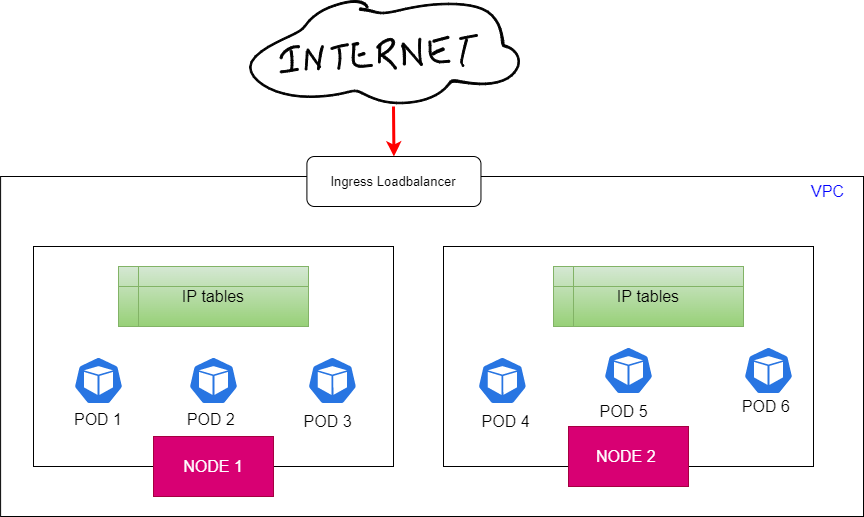 INTERNET
Ingress Loadbalancer
VPC
IP tables
IP tables
POD 1
POD 2
POD 3
POD 4
POD 5
POD 6
NODE 1
NODE 2